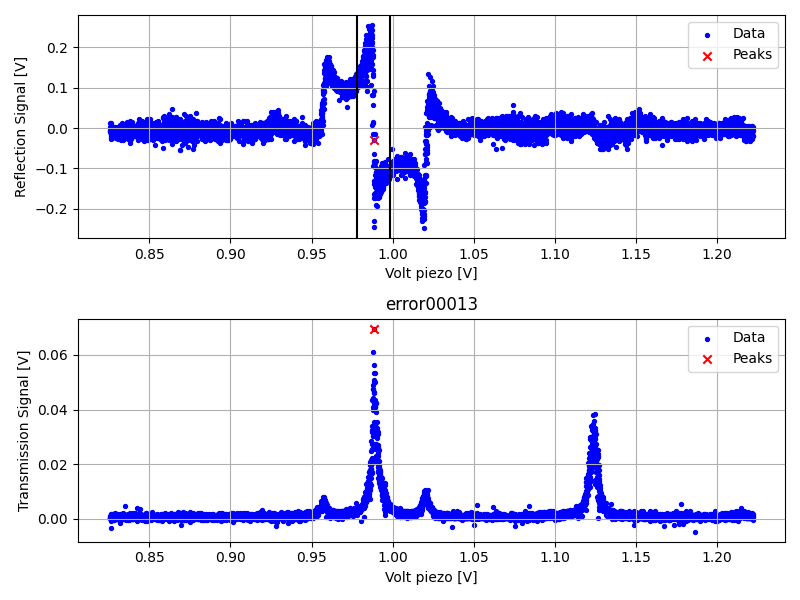 0.2
0.1
0.0
−0.1
−0.2
Reflection Signal [V]
Data
Peaks
0.85 0.90 0.95 1.00 1.05 1.10 1.15 1.20
Volt piezo [V]
error00013
0.06
0.04
0.02
0.00
Transmission Signal [V]
Data
Peaks
0.85 0.90 0.95 1.00 1.05 1.10 1.15 1.20
Volt piezo [V]